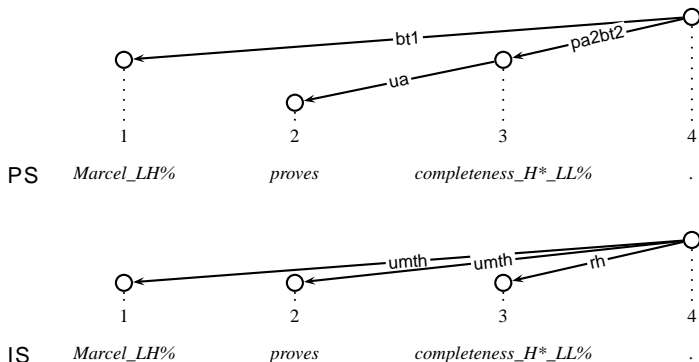 bt1
pa2bt2
ua
1 2 3 4
PS Marcel_LH% proves completeness_H*_LL% .
umth umth rh
1 2 3 4
IS Marcel_LH% proves completeness_H*_LL% .